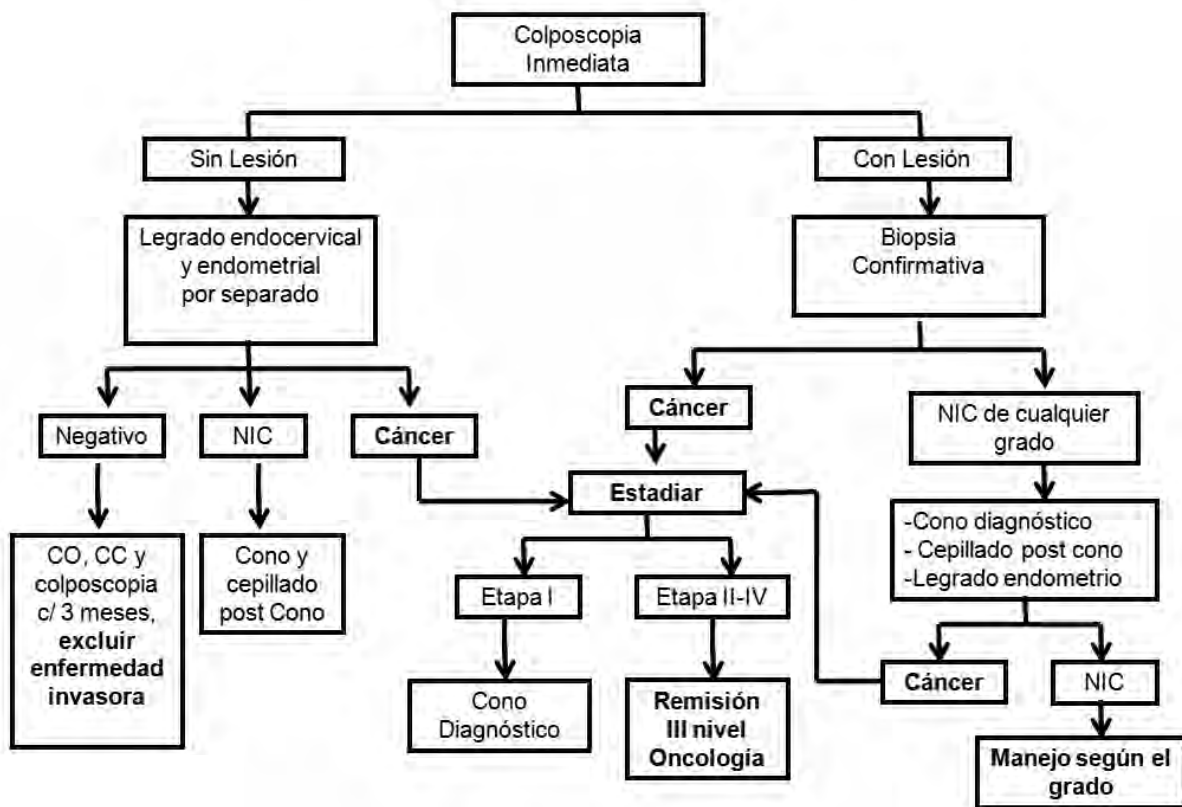 Colposcopia
Inmediata
Sin Lesión
Con Lesión
Legrado endocervical
y endometrial
por separado
Biopsia
Confirmativa
Negativo
NIC
Cáncer
Cáncer
NIC de cualquier
grado
Estadiar
CO, CC y
colposcopia
c/ 3 meses,
excluir
enfermedad
invasora
Cono y
cepillado
post Cono
Etapa I
Etapa II-IV
-Cono diagnóstico
- Cepillado post cono
-Legrado endometrio
Cono
Diagnóstico
Remisión
III nivel
Oncología
Cáncer
NIC
Manejo según el
grado